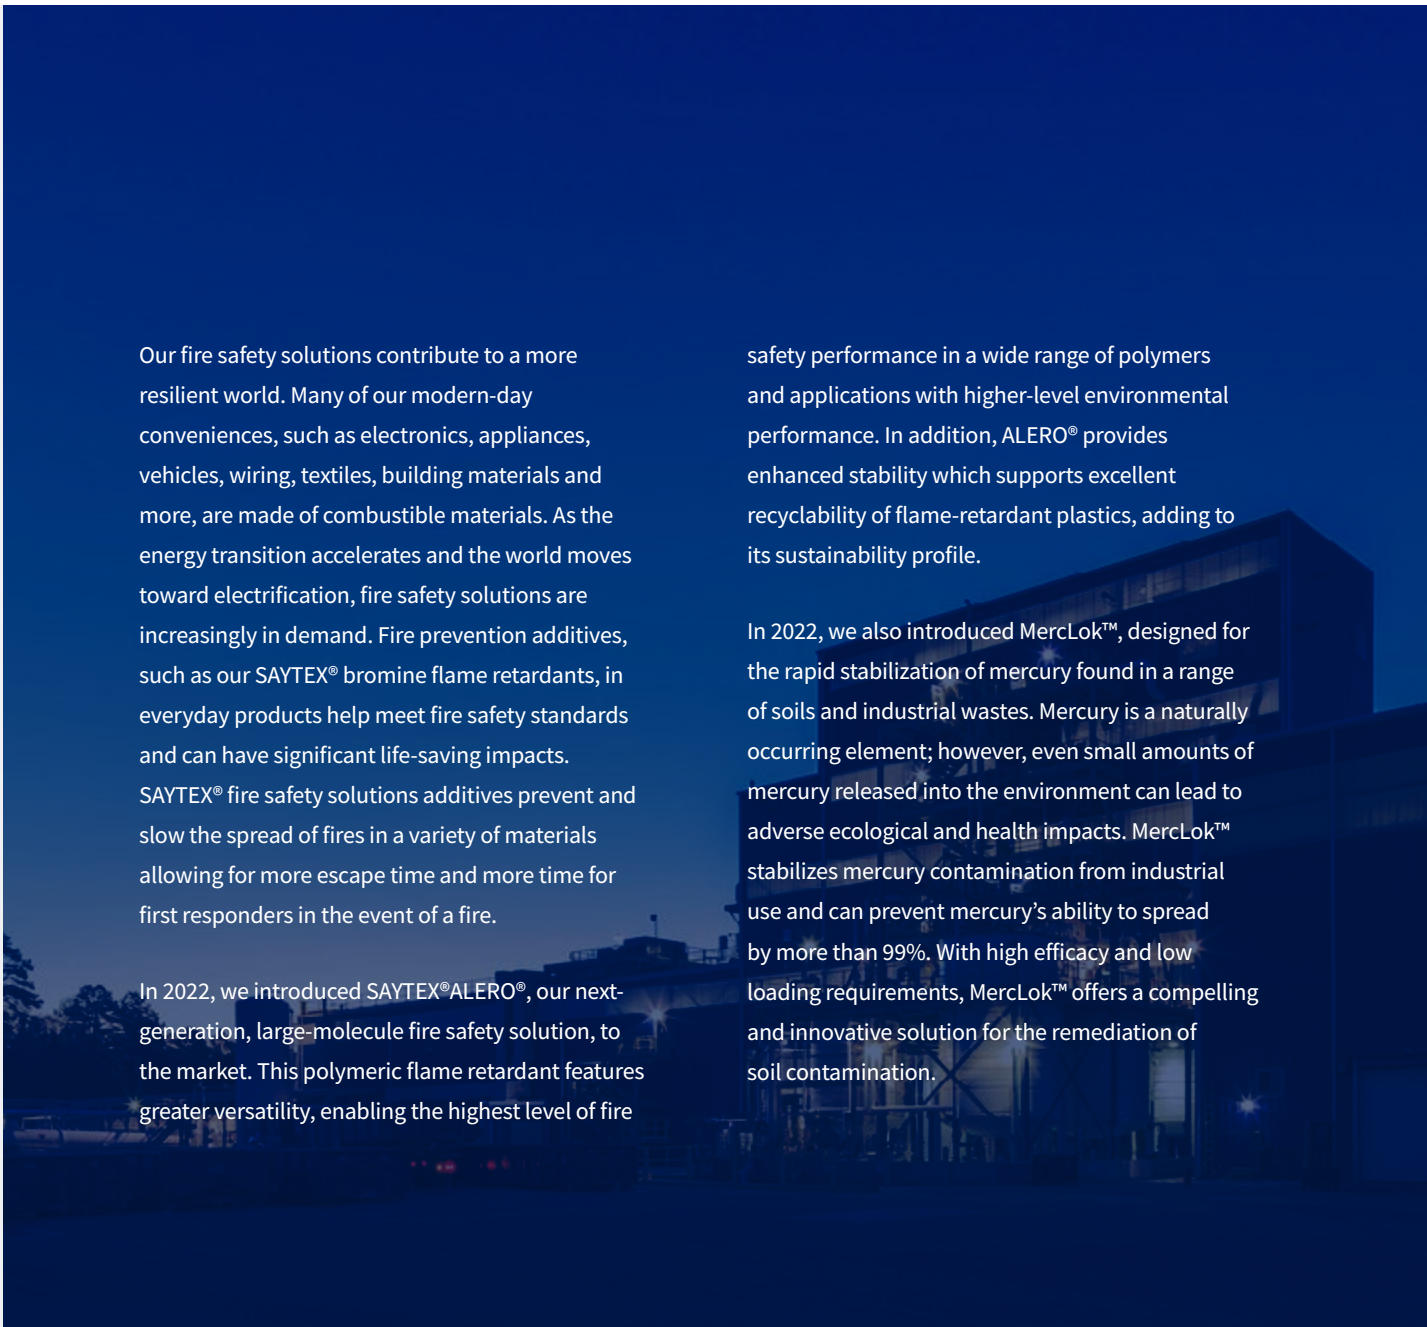 Our fire safety solutions contribute to a more
resilient world. Many of our modern-day
conveniences, such as electronics, appliances,
vehicles, wiring, textiles, building materials and
more, are made of combustible materials. As the
energy transition accelerates and the world moves
toward electrification, fire safety solutions are
increasingly in demand. Fire prevention additives,
such as our SAYTEX® bromine flame retardants, in
everyday products help meet fire safety standards
and can have significant life-saving impacts.
SAYTEX® fire safety solutions additives prevent and
slow the spread of fires in a variety of materials
allowing for more escape time and more time for
first responders in the event of a fire.
In 2022, we introduced SAYTEX®ALERO®, our next-
generation, large-molecule fire safety solution, to
the market. This polymeric flame retardant features
greater versatility, enabling the highest level of fire
safety performance in a wide range of polymers
and applications with higher-level environmental
performance. In addition, ALERO® provides
enhanced stability which supports excellent
recyclability of flame-retardant plastics, adding to
its sustainability profile.
In 2022, we also introduced MercLok™, designed for
the rapid stabilization of mercury found in a range
of soils and industrial wastes. Mercury is a naturally
occurring element; however, even small amounts of
mercury released into the environment can lead to
adverse ecological and health impacts. MercLok™
stabilizes mercury contamination from industrial
use and can prevent mercury’s ability to spread
by more than 99%. With high efficacy and low
loading requirements, MercLok™ offers a compelling
and innovative solution for the remediation of
soil contamination.